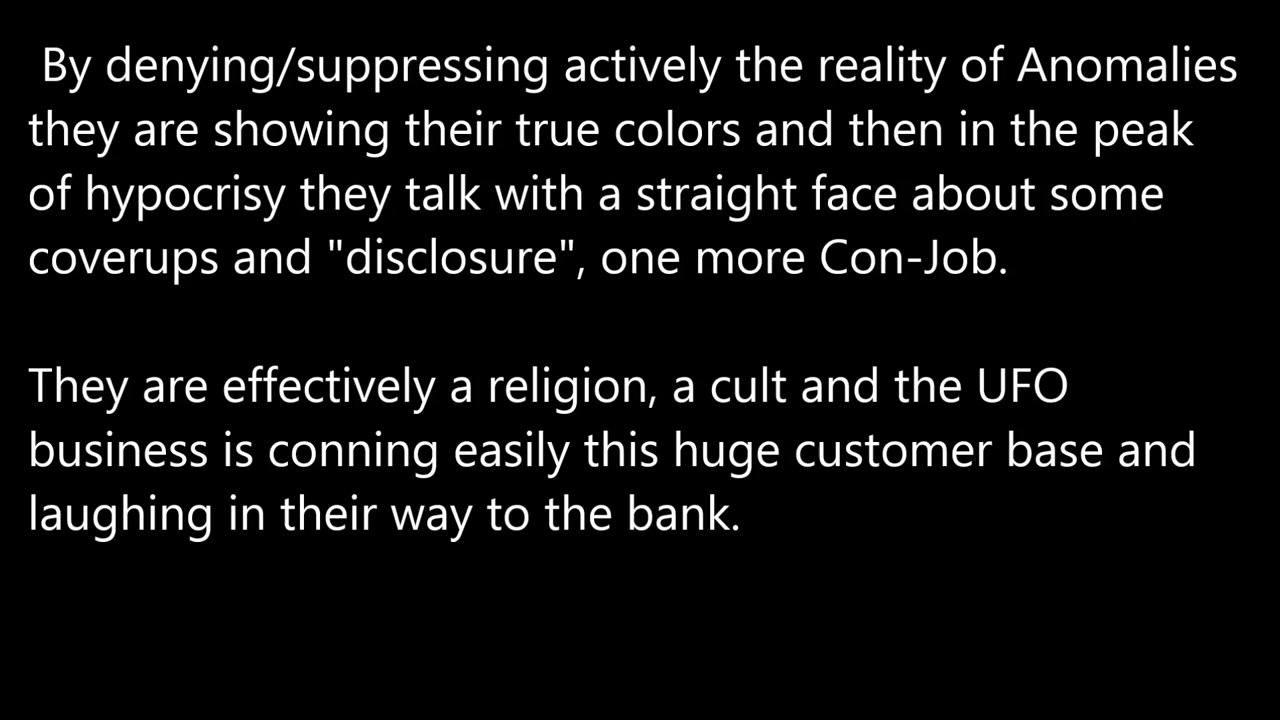 By denying/suppressing actively the reality of Anomalies
they are showing their true colors and then in the peak
of hypocrisy they talk with a straight face about some
coverups and "disclosure", one more Con-Job.
They are effectively a religion, a cult and the UFO
business is conning easily this huge customer base and
laughing in their way to the bank.